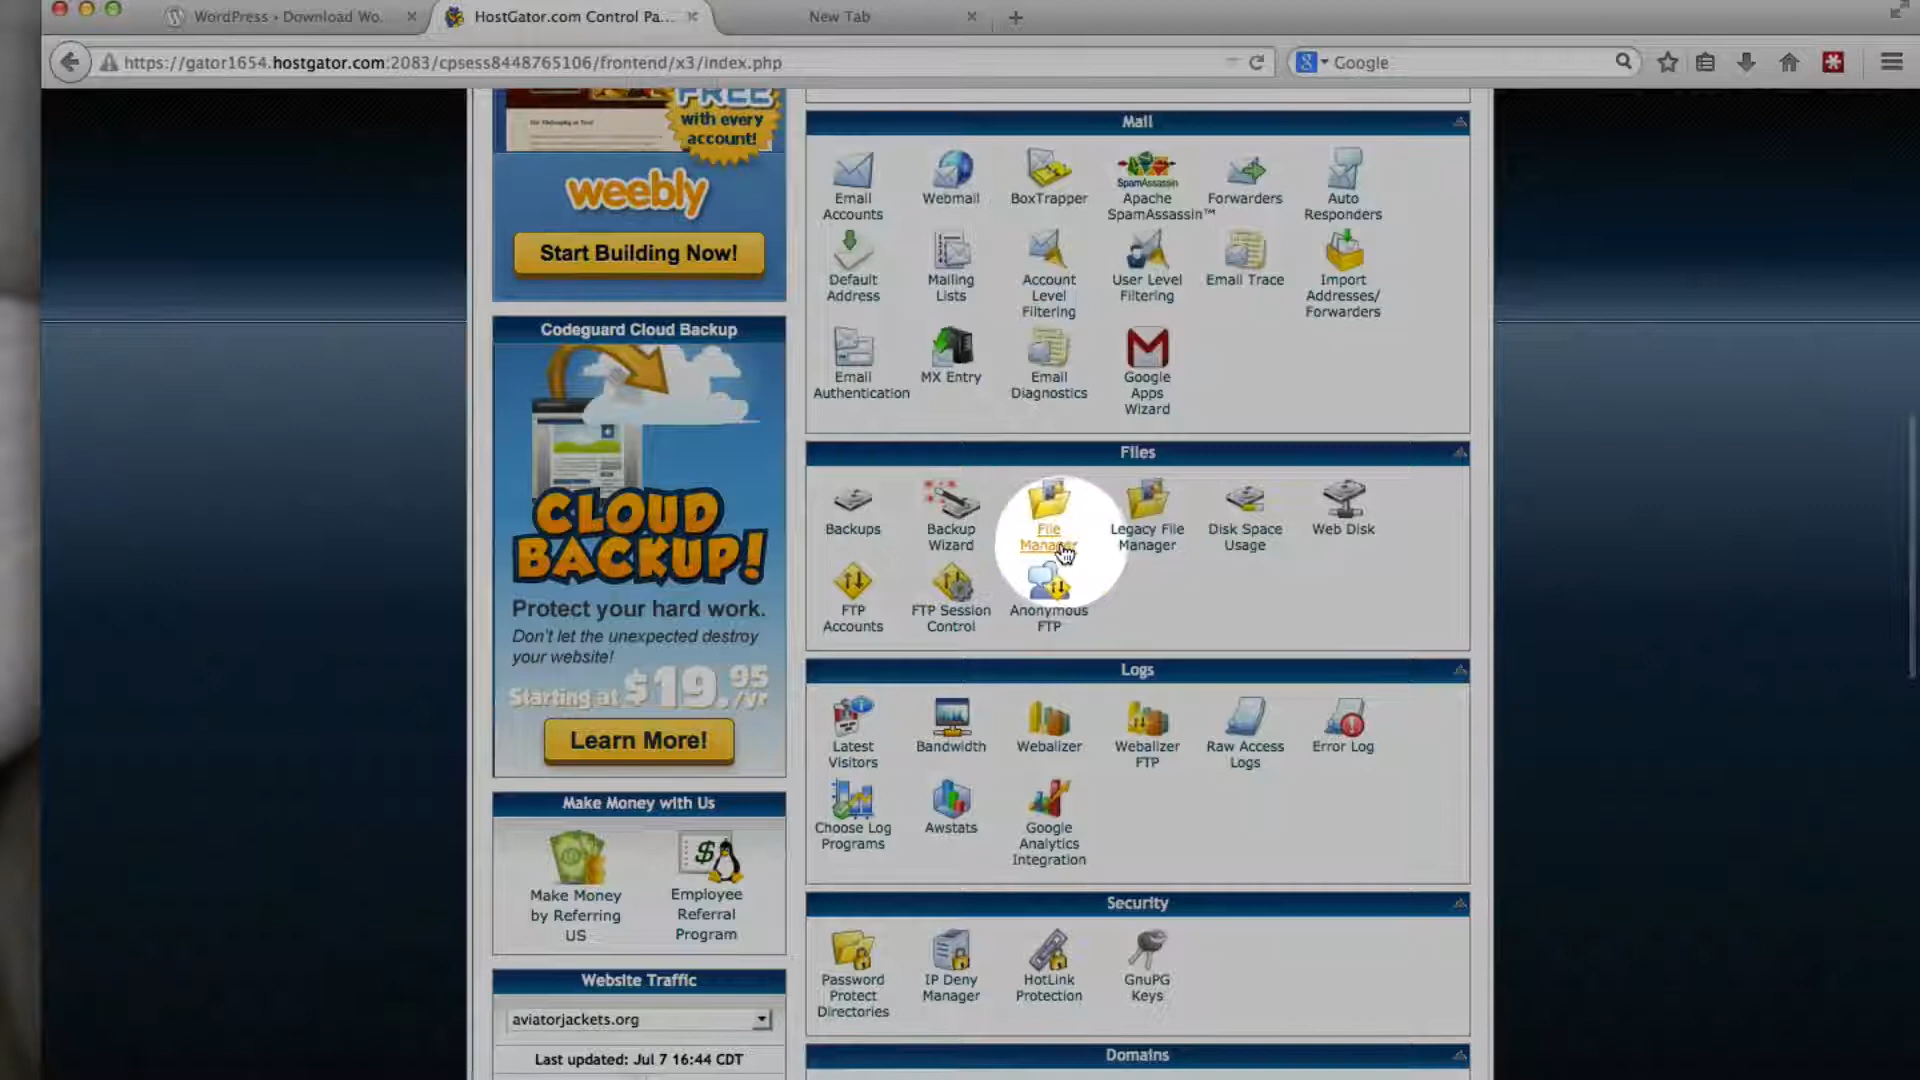 WordPress › Download Wo...
HostGator.com Control Pa...
New Tab
https://gator1654.hostgator.com:2083/cpsess8448765106/frontend/x3/index.php
Google
FREE
with every
account!
weebly
Start Building Now!
Codeguard Cloud Backup
CLOUD
BACKUP!
Protect your hard work.
Don't let the unexpected destroy
your website!
Starting at $19.95/yr
Learn More!
Make Money with Us
Make Money
by Referring
US
Employee
Referral
Program
Website Traffic
aviatorjackets.org
Last updated: Jul 7 16:44 CDT
Mail
Email
Accounts
Webmail
BoxTrapper
SpamAssassin
Apache
SpamAssassin™
Forwarders
Auto
Responders
Default
Address
Mailing
Lists
Account
Level
Filtering
User Level
Filtering
Email Trace
Import
Addresses/
Forwarders
Email
Authentication
MX Entry
Email
Diagnostics
Google
Apps
Wizard
Files
Backups
Backup
Wizard
File
Manager
Legacy File
Manager
Disk Space
Usage
Web Disk
FTP
Accounts
FTP Session
Control
Anonymous
FTP
Logs
Latest
Visitors
Bandwidth
Webalizer
Webalizer
FTP
Raw Access
Logs
Error Log
Choose Log
Programs
Awstats
Google
Analytics
Integration
Security
Password
Protect
Directories
IP Deny
Manager
HotLink
Protection
GnuPG
Keys
Domains